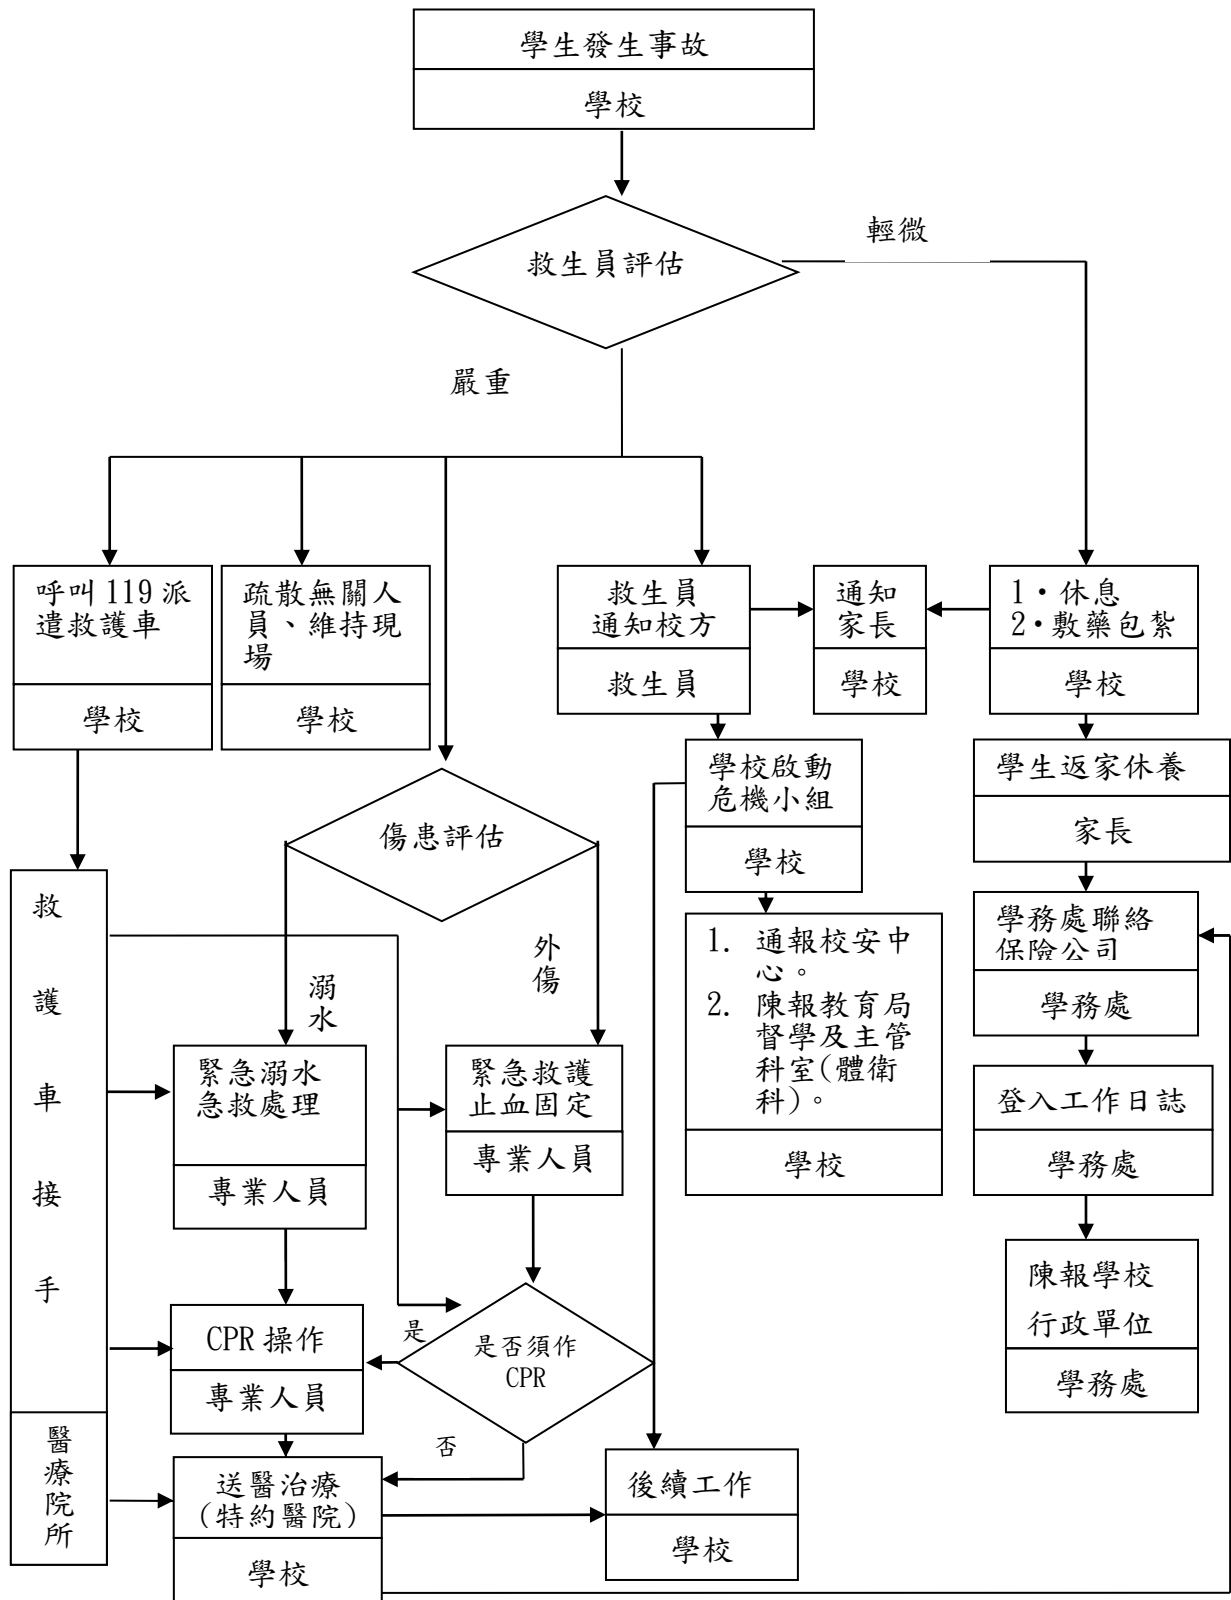 學生發生事故
學校
救生員評估
輕微
嚴重
呼叫 119 派
遣救護車
學校
疏散無關人
員、維持現
場
學校
救生員
通知校方
救生員
通知
家長
學校
1‧休息
2‧敷藥包紮
學校
學校啟動
危機小組
學校
學生返家休養
家長
傷患評估
溺水
外傷
救護車接手
1. 通報校安中
心。
2. 陳報教育局
督學及主管
科室(體衛
科)。
學校
學務處聯絡
保險公司
學務處
緊急溺水
急救處理
專業人員
緊急救護
止血固定
專業人員
登入工作日誌
學務處
陳報學校
行政單位
學務處
CPR 操作
專業人員
是
是否須作
CPR
否
醫療院所
送醫治療
(特約醫院)
學校
後續工作
學校